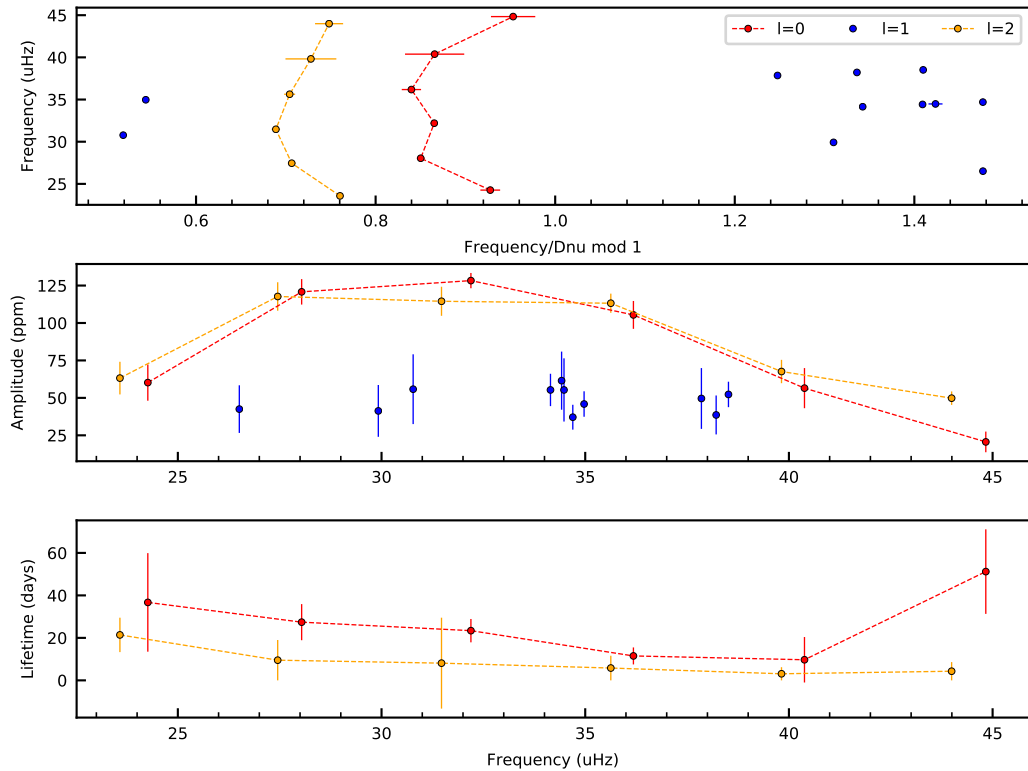 45
40
35
30
25
Frequency (uHz)
l=0 l=1 l=2
0.6 0.8 1.0 1.2 1.4
Frequency/Dnu mod 1
125
100
75
50
25
Amplitude (ppm)
25 30 35 40 45
60
40
20
0
Lifetime (days)
25 30 35 40 45
Frequency (uHz)